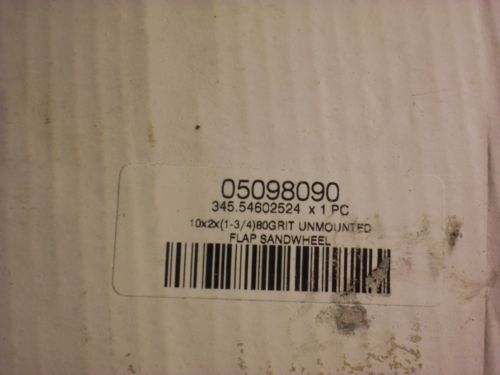 05098090
345.54602524 x 1 PC
10x2x(1-3/4)80GRIT UNMOUNTED
FLAP SANDWHEEL